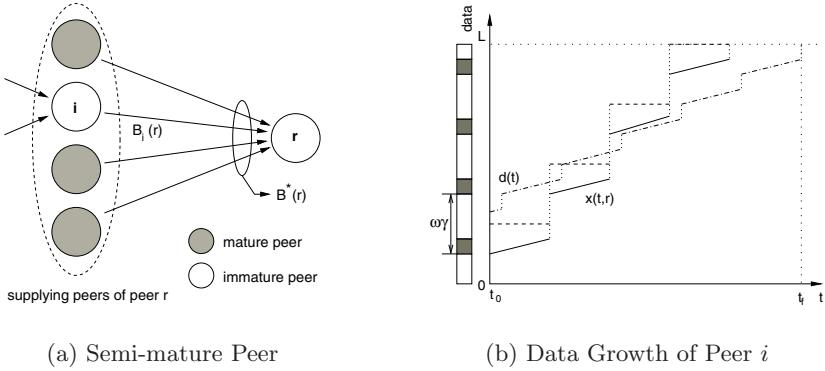 i
B_i (r)
r
B*(r)
mature peer
immature peer
supplying peers of peer r
(a) Semi-mature Peer
data
L
d(t)
x(t,r)
ωγ
0
t_0
t_f
t
(b) Data Growth of Peer i